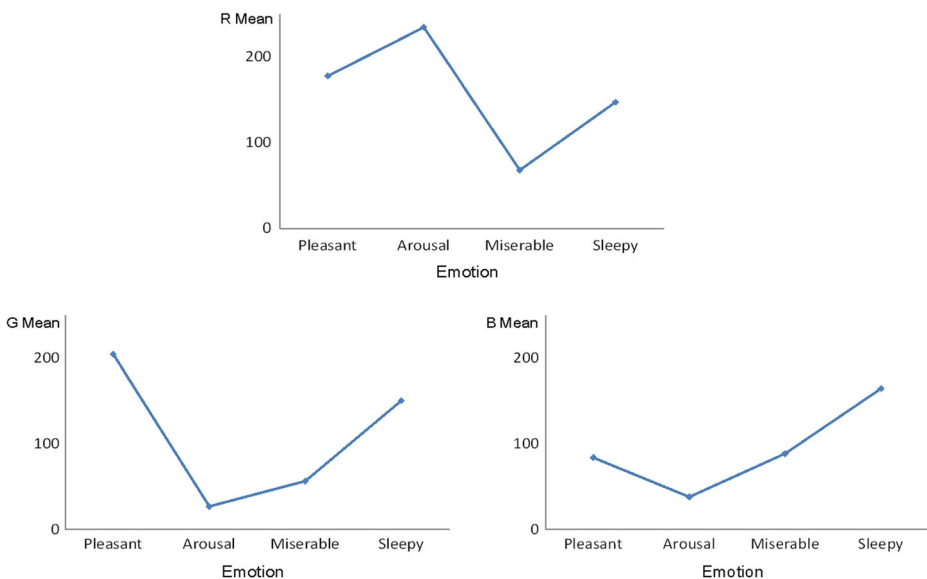 R Mean
200
100
0
Pleasant Arousal Miserable Sleepy
Emotion
G Mean
200
100
0
Pleasant Arousal Miserable Sleepy
Emotion
B Mean
200
100
0
Pleasant Arousal Miserable Sleepy
Emotion